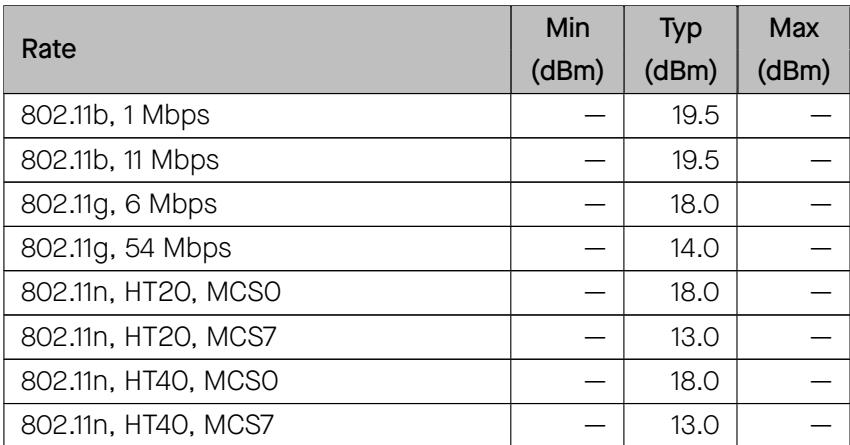 Rate Min (dBm) Typ (dBm) Max (dBm)
802.11b, 1 Mbps — 19.5 —
802.11b, 11 Mbps — 19.5 —
802.11g, 6 Mbps — 18.0 —
802.11g, 54 Mbps — 14.0 —
802.11n, HT20, MCS0 — 18.0 —
802.11n, HT20, MCS7 — 13.0 —
802.11n, HT40, MCS0 — 18.0 —
802.11n, HT40, MCS7 — 13.0 —